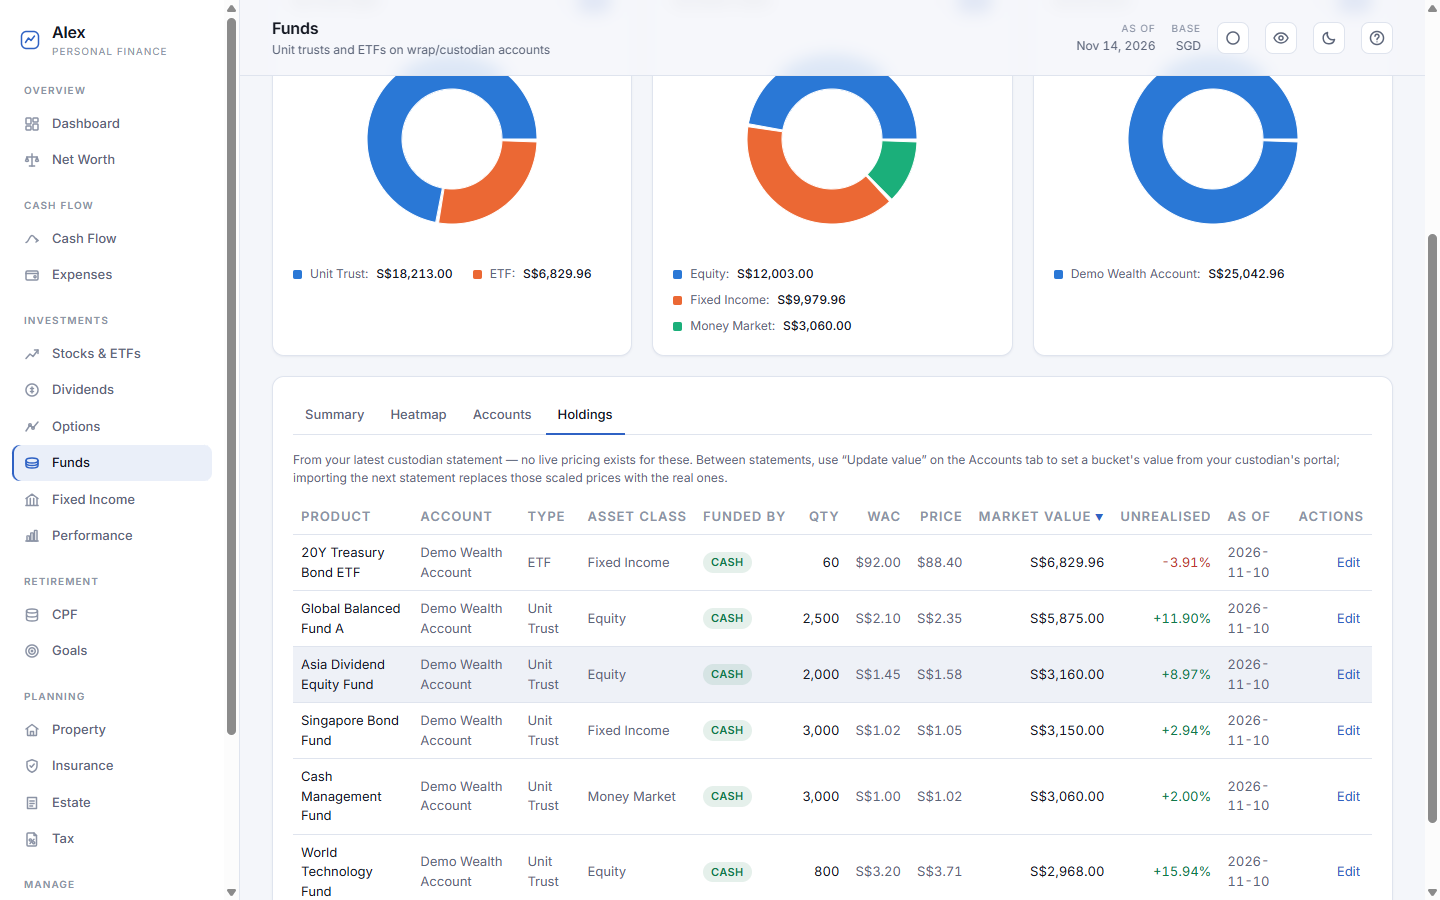 Alex
PERSONAL FINANCE
OVERVIEW
Dashboard
Net Worth
CASH FLOW
Cash Flow
Expenses
INVESTMENTS
Stocks & ETFs
Dividends
Options
Funds
Fixed Income
Performance
RETIREMENT
CPF
Goals
PLANNING
Property
Insurance
Estate
Tax
MANAGE
Funds
Unit trusts and ETFs on wrap/custodian accounts
AS OF
Nov 14, 2026
BASE
SGD
Unit Trust: S$18,213.00 ETF: S$6,829.96
Equity: S$12,003.00
Fixed Income: S$9,979.96
Money Market: S$3,060.00
Demo Wealth Account: S$25,042.96
Summary Heatmap Accounts Holdings
From your latest custodian statement — no live pricing exists for these. Between statements, use “Update value” on the Accounts tab to set a bucket's value from your custodian's portal;
importing the next statement replaces those scaled prices with the real ones.
PRODUCT ACCOUNT TYPE ASSET CLASS FUNDED BY QTY WAC PRICE MARKET VALUE ▼ UNREALISED AS OF ACTIONS
20Y Treasury Bond ETF Demo Wealth Account ETF Fixed Income CASH 60 $92.00 $88.40 S$6,829.96 -3.91% 2026-11-10 Edit
Global Balanced Fund A Demo Wealth Account Unit Trust Equity CASH 2,500 S$2.10 S$2.35 S$5,875.00 +11.90% 2026-11-10 Edit
Asia Dividend Equity Fund Demo Wealth Account Unit Trust Equity CASH 2,000 S$1.45 S$1.58 S$3,160.00 +8.97% 2026-11-10 Edit
Singapore Bond Fund Demo Wealth Account Unit Trust Fixed Income CASH 3,000 S$1.02 S$1.05 S$3,150.00 +2.94% 2026-11-10 Edit
Cash Management Fund Demo Wealth Account Unit Trust Money Market CASH 3,000 S$1.00 S$1.02 S$3,060.00 +2.00% 2026-11-10 Edit
World Technology Fund Demo Wealth Account Unit Trust Equity CASH 800 S$3.20 S$3.71 S$2,968.00 +15.94% 2026-11-10 Edit